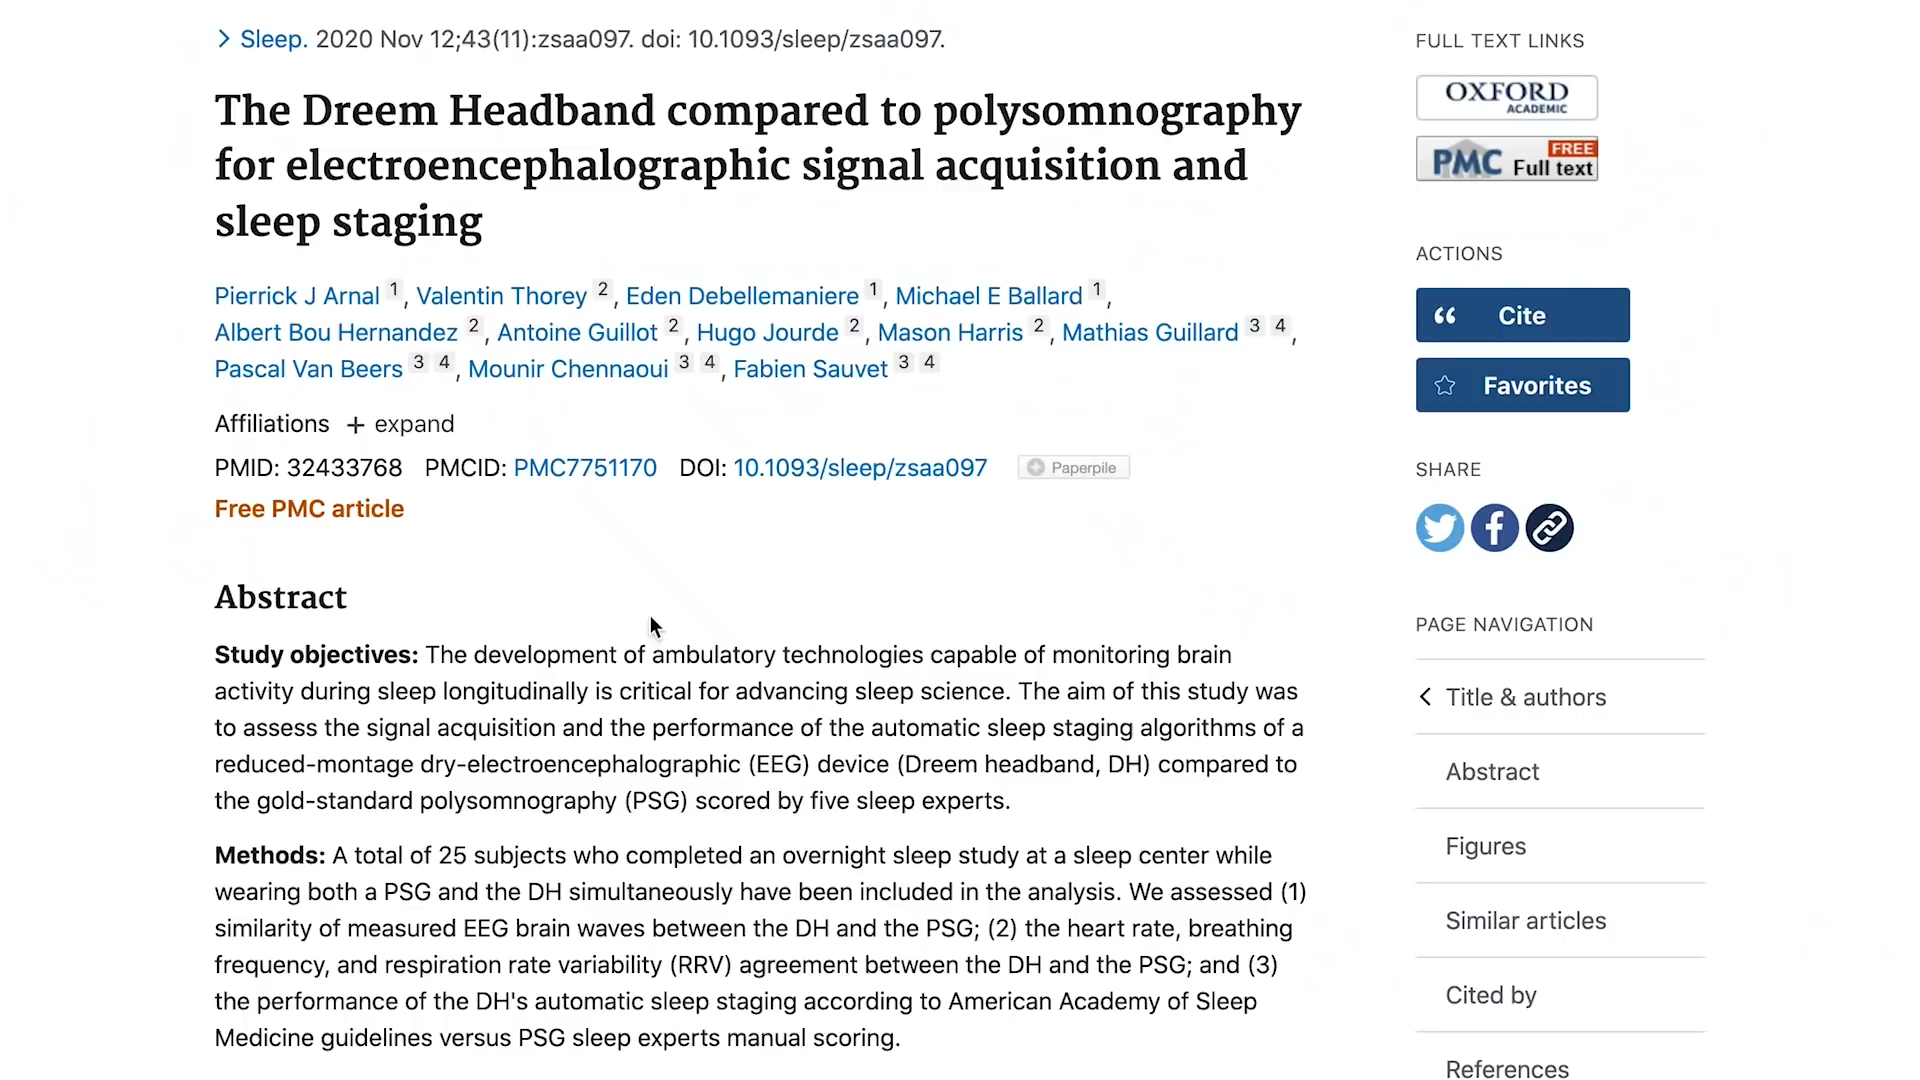 Sleep. 2020 Nov 12;43(11):zsaa097. doi: 10.1093/sleep/zsaa097.
The Dreem Headband compared to polysomnography
for electroencephalographic signal acquisition and
sleep staging
Pierrick J Arnal 1, Valentin Thorey 2, Eden Debellemaniere 1, Michael E Ballard 1,
Albert Bou Hernandez 2, Antoine Guillot 2, Hugo Jourde 2, Mason Harris 2, Mathias Guillard 3 4,
Pascal Van Beers 3 4, Mounir Chennaoui 3 4, Fabien Sauvet 3 4
Affiliations + expand
PMID: 32433768 PMCID: PMC7751170 DOI: 10.1093/sleep/zsaa097 Paperpile
Free PMC article
Abstract
Study objectives: The development of ambulatory technologies capable of monitoring brain
activity during sleep longitudinally is critical for advancing sleep science. The aim of this study was
to assess the signal acquisition and the performance of the automatic sleep staging algorithms of a
reduced-montage dry-electroencephalographic (EEG) device (Dreem headband, DH) compared to
the gold-standard polysomnography (PSG) scored by five sleep experts.
Methods: A total of 25 subjects who completed an overnight sleep study at a sleep center while
wearing both a PSG and the DH simultaneously have been included in the analysis. We assessed (1)
similarity of measured EEG brain waves between the DH and the PSG; (2) the heart rate, breathing
frequency, and respiration rate variability (RRV) agreement between the DH and the PSG; and (3)
the performance of the DH's automatic sleep staging according to American Academy of Sleep
Medicine guidelines versus PSG sleep experts manual scoring.
FULL TEXT LINKS
OXFORD
ACADEMIC
PMC FREE
Full text
ACTIONS
Cite
Favorites
SHARE
PAGE NAVIGATION
Title & authors
Abstract
Figures
Similar articles
Cited by
References